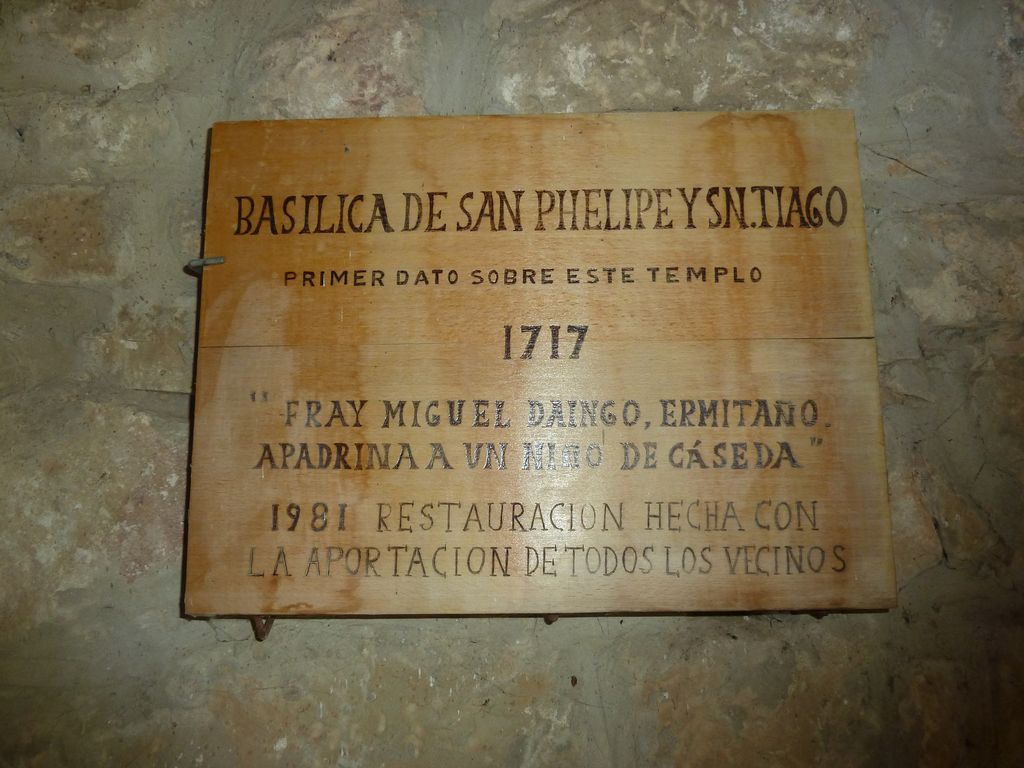 BASILICA DE SAN PHELIPE Y SN.TIAGO
PRIMER DATO SOBRE ESTE TEMPLO
1717
" FRAY MIGUEL DAINGO, ERMITAÑO.
APADRINA A UN NIÑO DE CÁSEDA "
1981 RESTAURACION HECHA CON
LA APORTACION DE TODOS LOS VECINOS